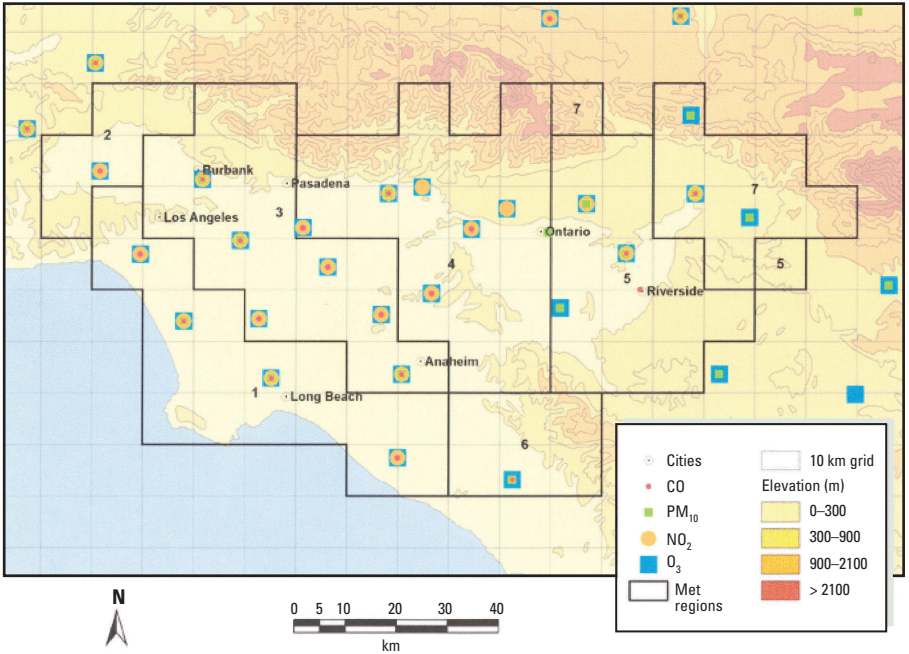 7
2
Burbank
Pasadena
7
Los Angeles
3
Ontario
4
5
5
Riverside
Anaheim
1
Long Beach
6
Cities
CO
PM10
NO2
O3
Met
regions
10 km grid
Elevation (m)
0–300
300–900
900–2100
> 2100
N
0 5 10 20 30 40
km